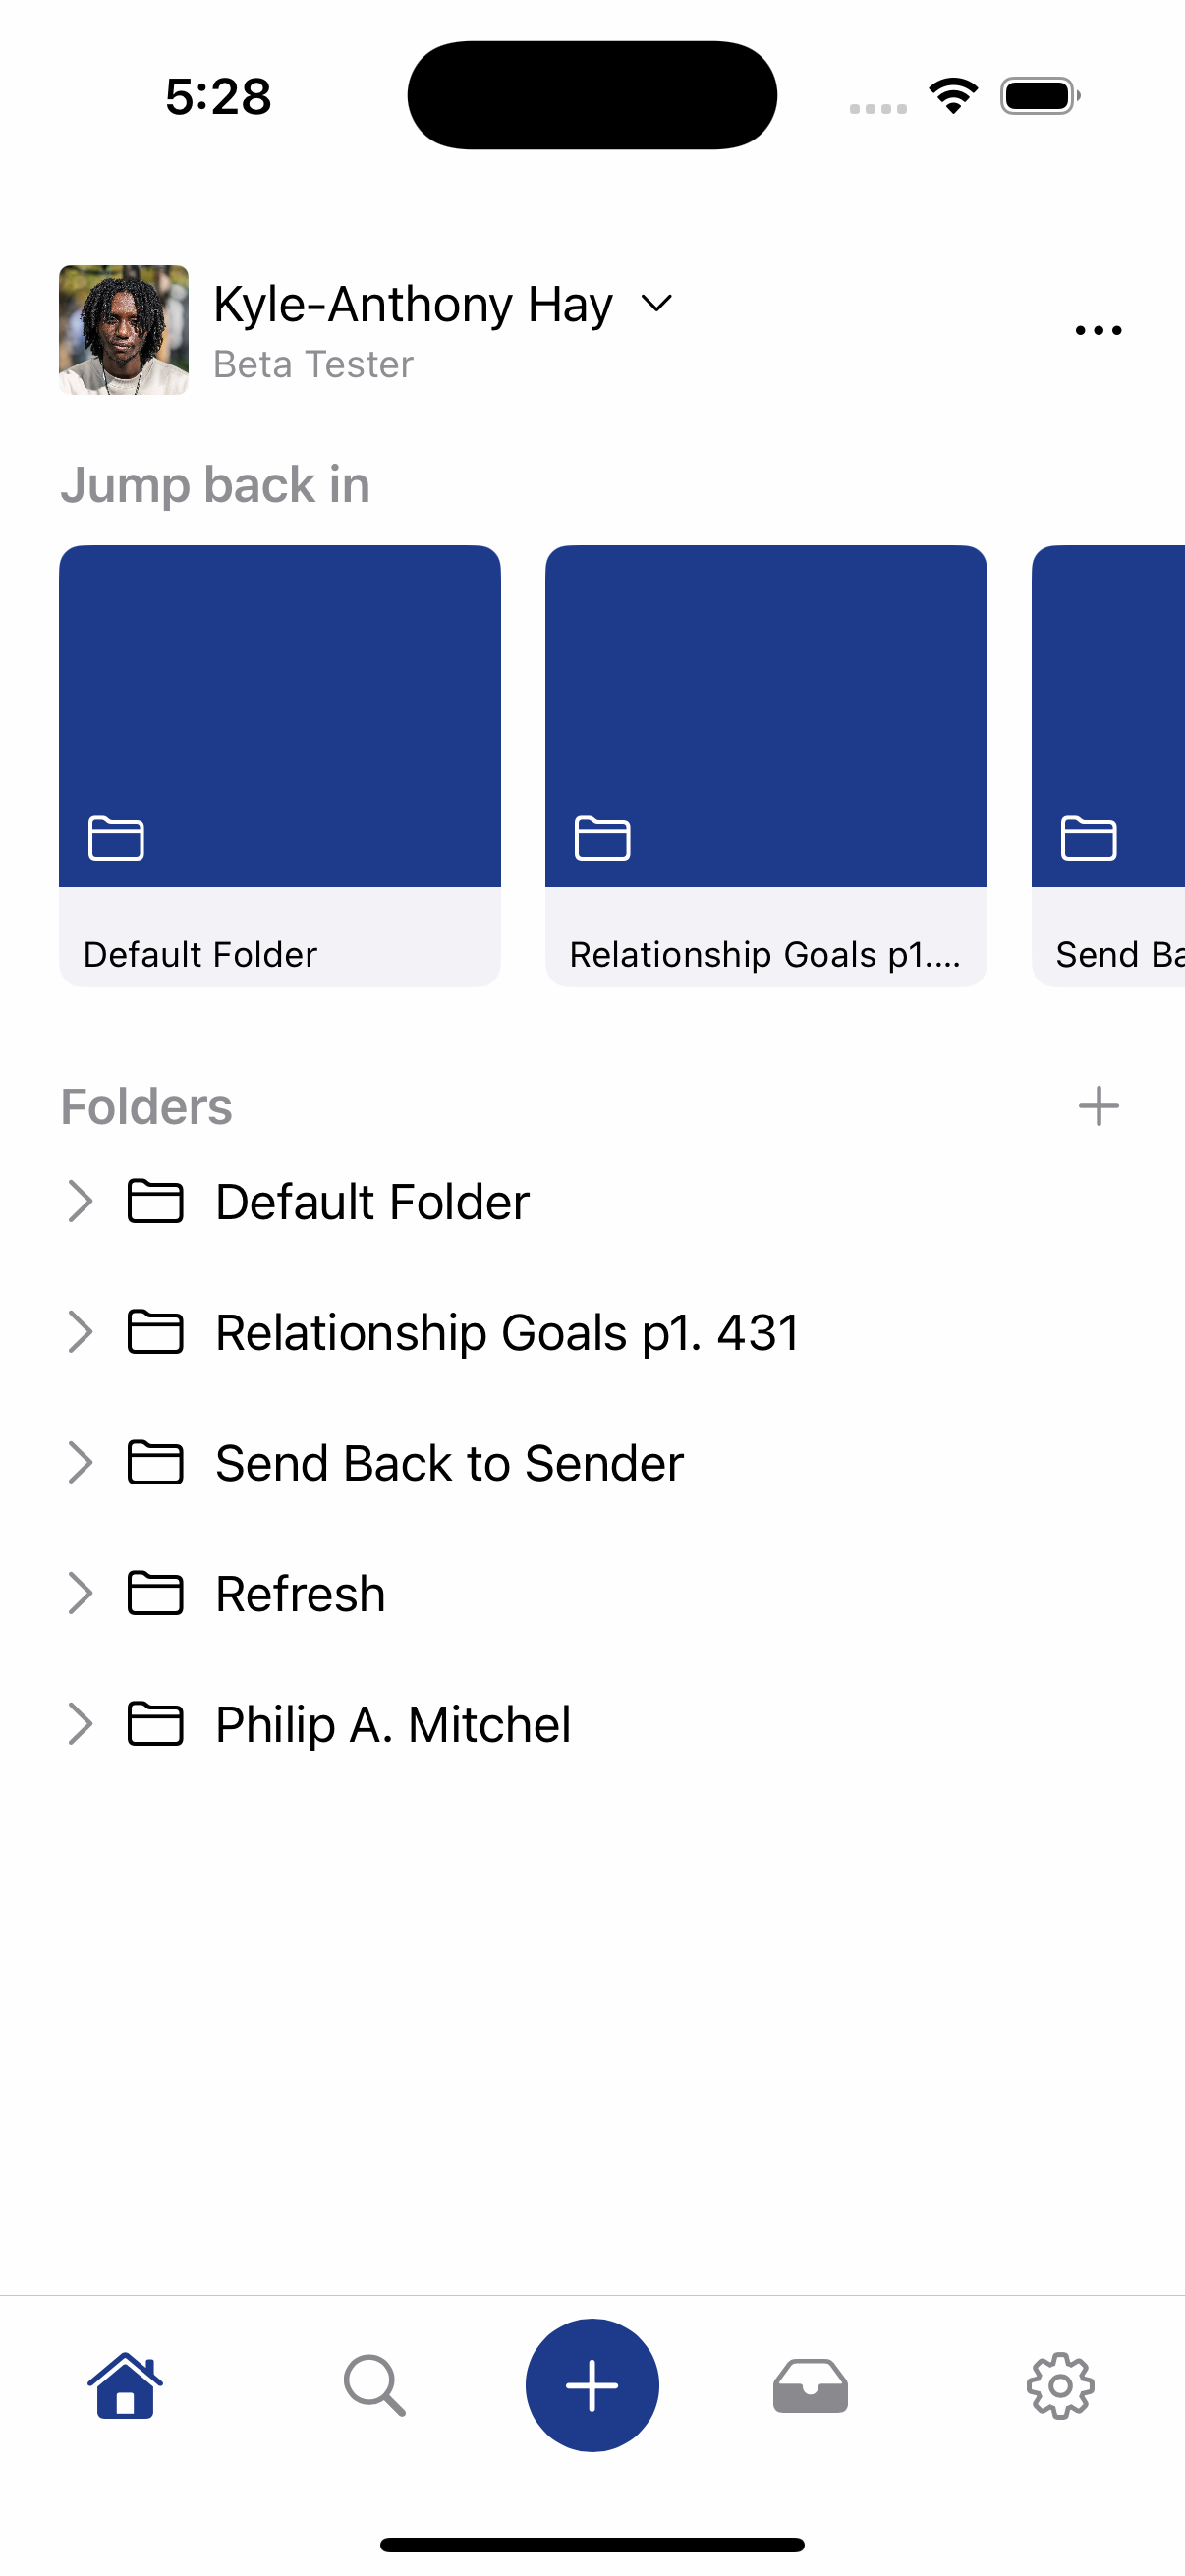 5:28
Kyle-Anthony Hay
Beta Tester
Jump back in
Default Folder
Relationship Goals p1....
Send Ba
Folders
Default Folder
Relationship Goals p1. 431
Send Back to Sender
Refresh
Philip A. Mitchel